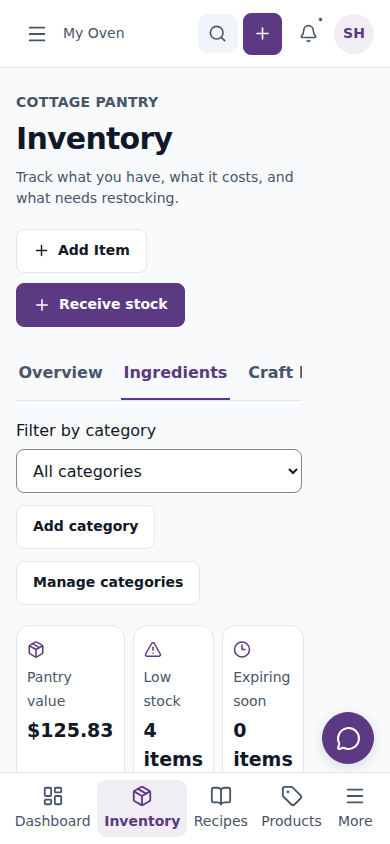 My Oven
SH
COTTAGE PANTRY
Inventory
Track what you have, what it costs, and
what needs restocking.
Add Item
Receive stock
Overview Ingredients Craft
Filter by category
All categories
Add category
Manage categories
Pantry value
$125.83
Low stock
4 items
Expiring soon
0 items
Dashboard Inventory Recipes Products More